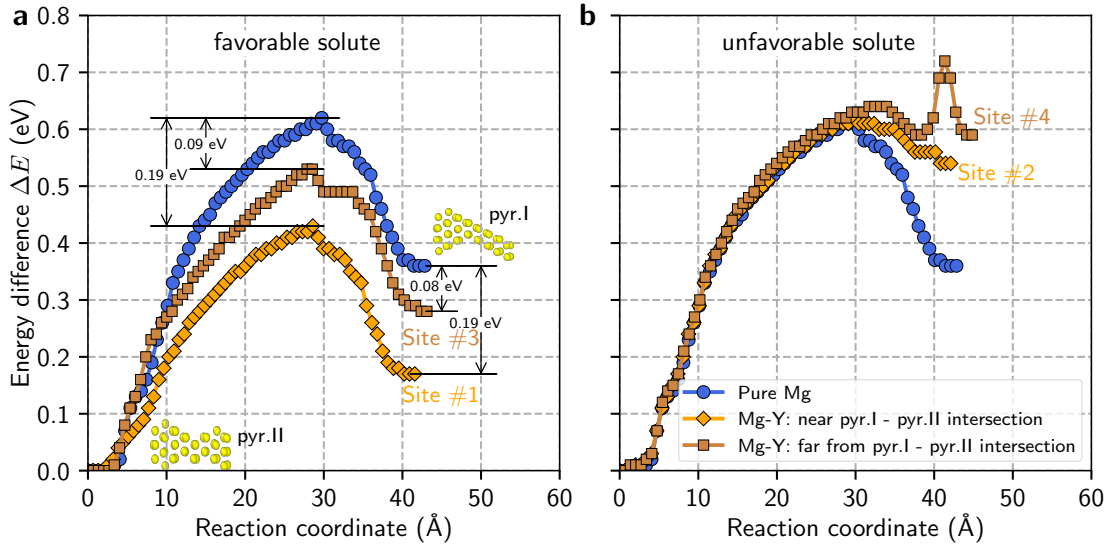 a
favorable solute
0.8
0.7
0.6
0.5
0.4
0.3
0.2
0.1
0.0
Energy difference ΔE (eV)
0.09 eV
0.19 eV
pyr.I
0.08 eV
0.19 eV
Site #3
Site #1
pyr.II
0 10 20 30 40 50 60
Reaction coordinate (Å)
b
unfavorable solute
Site #4
Site #2
Pure Mg
Mg-Y: near pyr.I - pyr.II intersection
Mg-Y: far from pyr.I - pyr.II intersection
0 10 20 30 40 50 60
Reaction coordinate (Å)